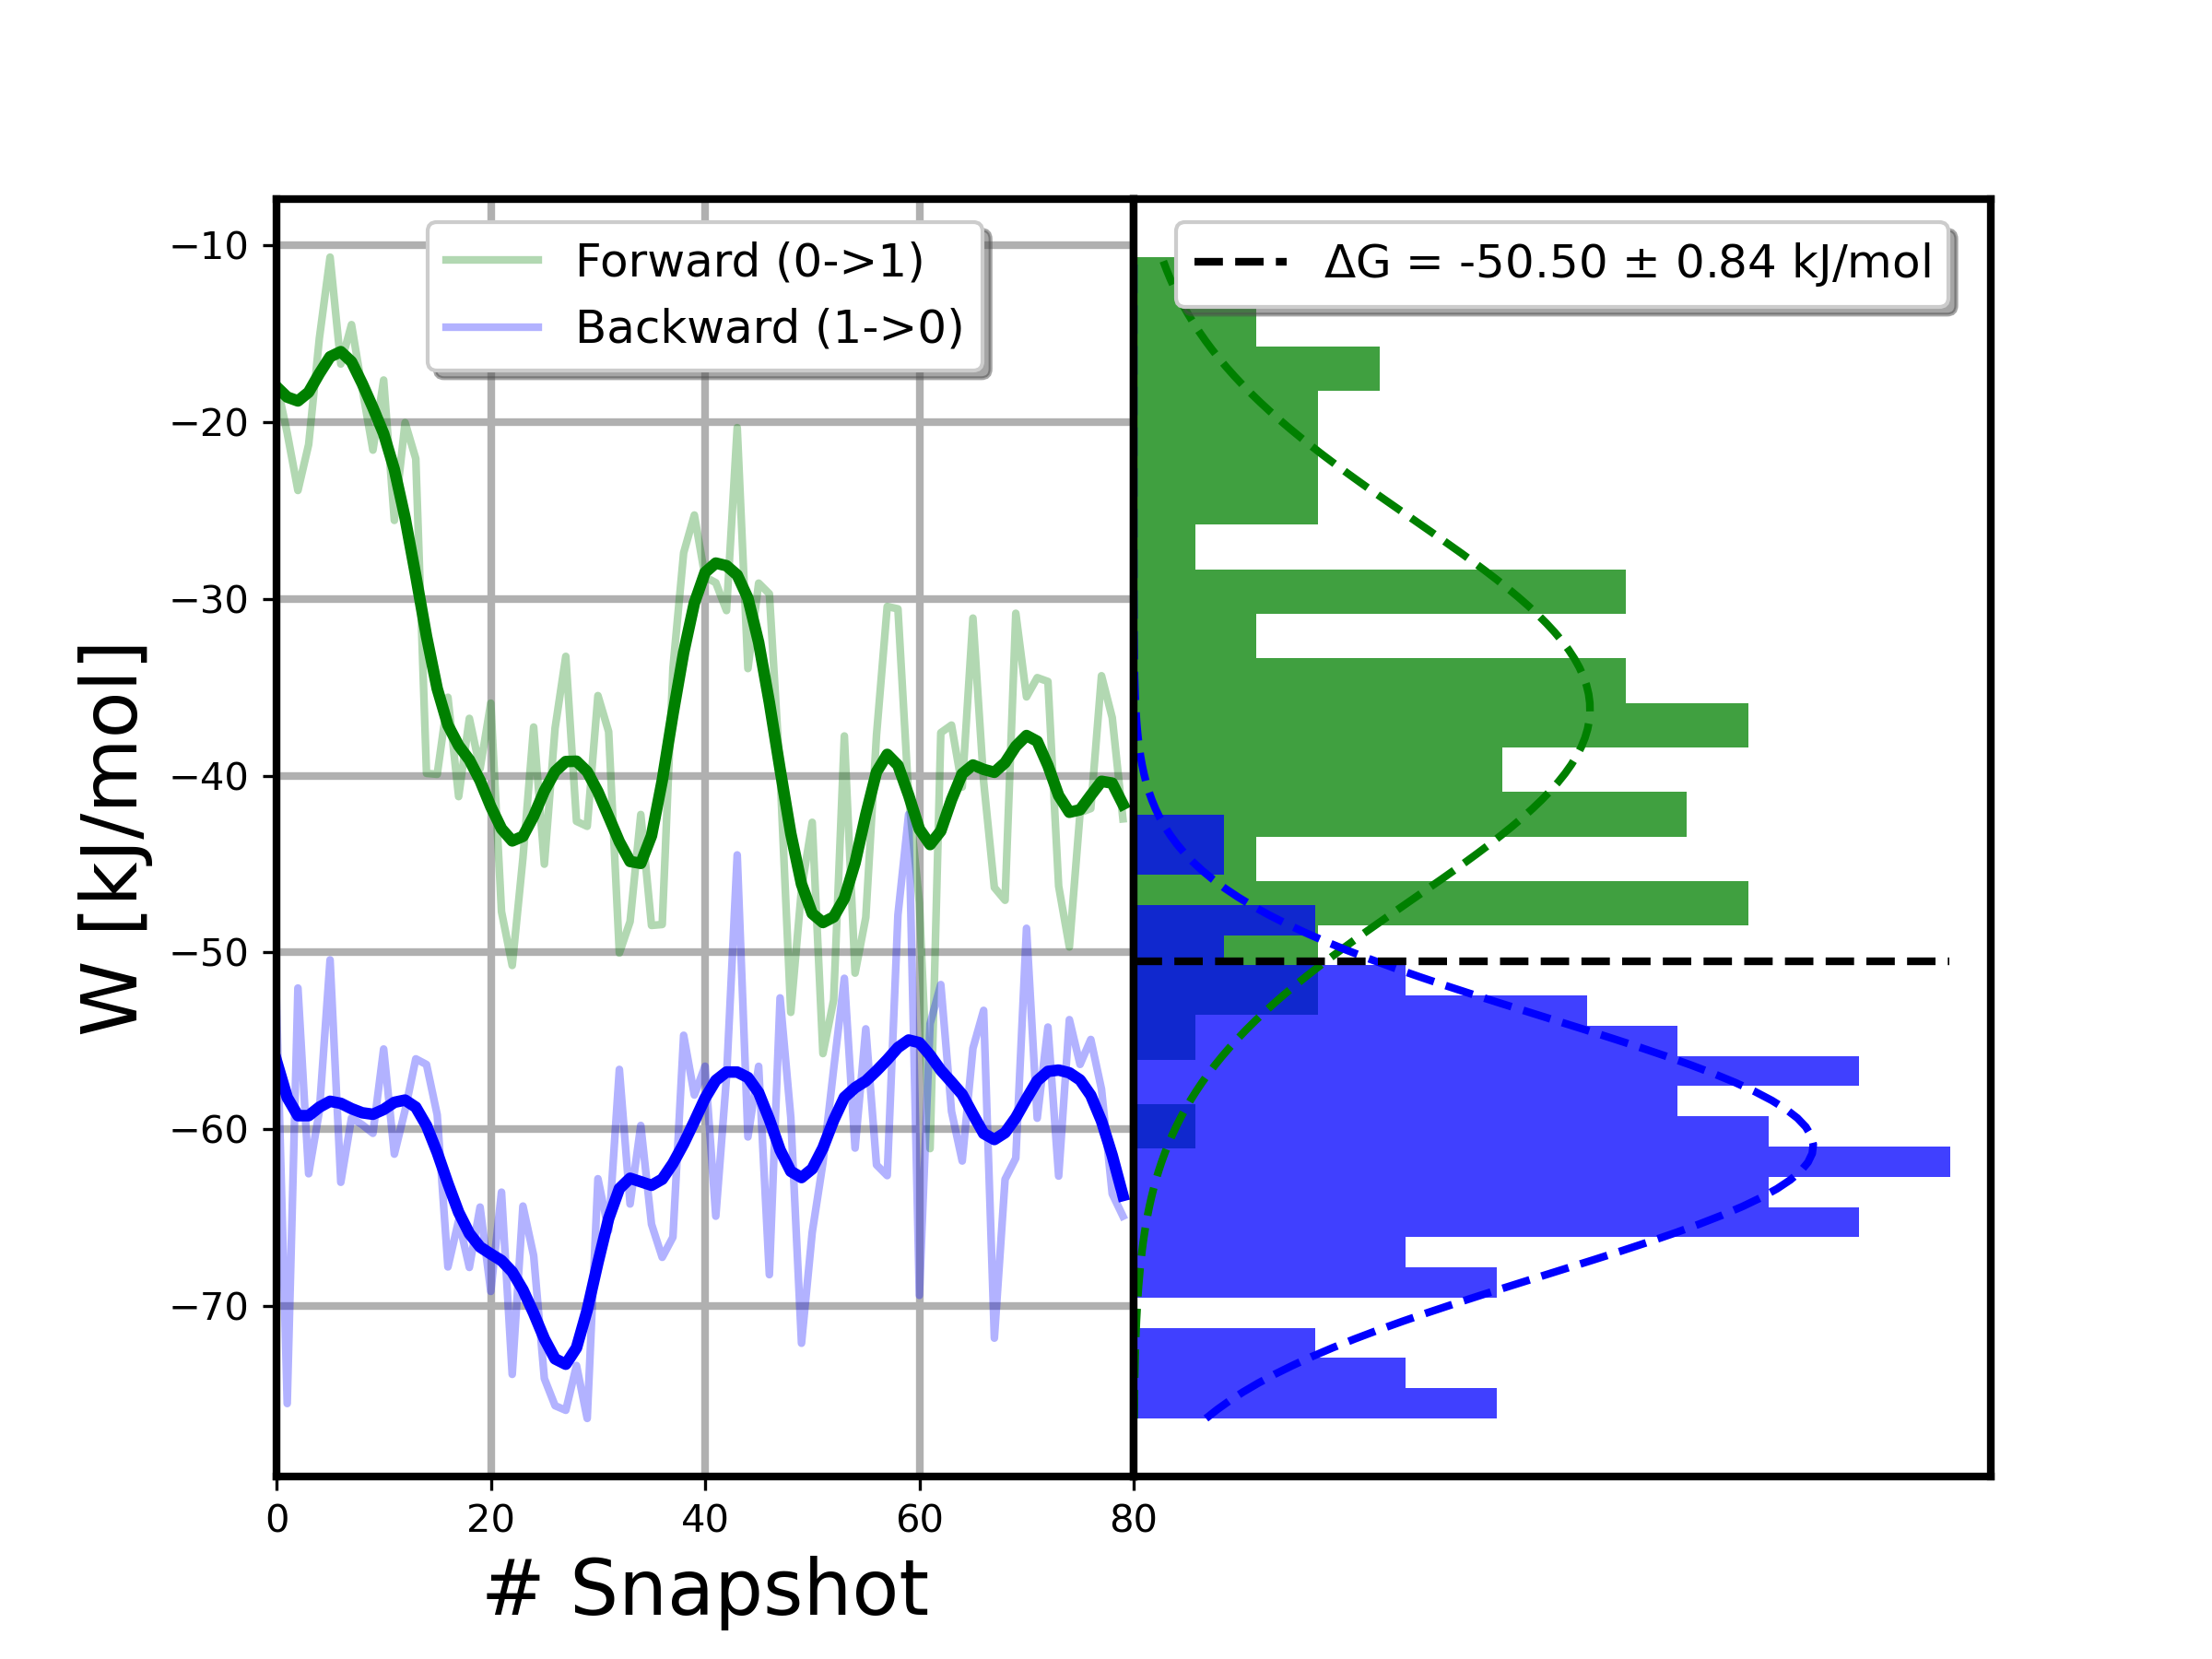 W [kJ/mol]
−10
−20
−30
−40
−50
−60
−70
Forward (0->1)
Backward (1->0)
ΔG = -50.50 ± 0.84 kJ/mol
0 20 40 60 80
# Snapshot